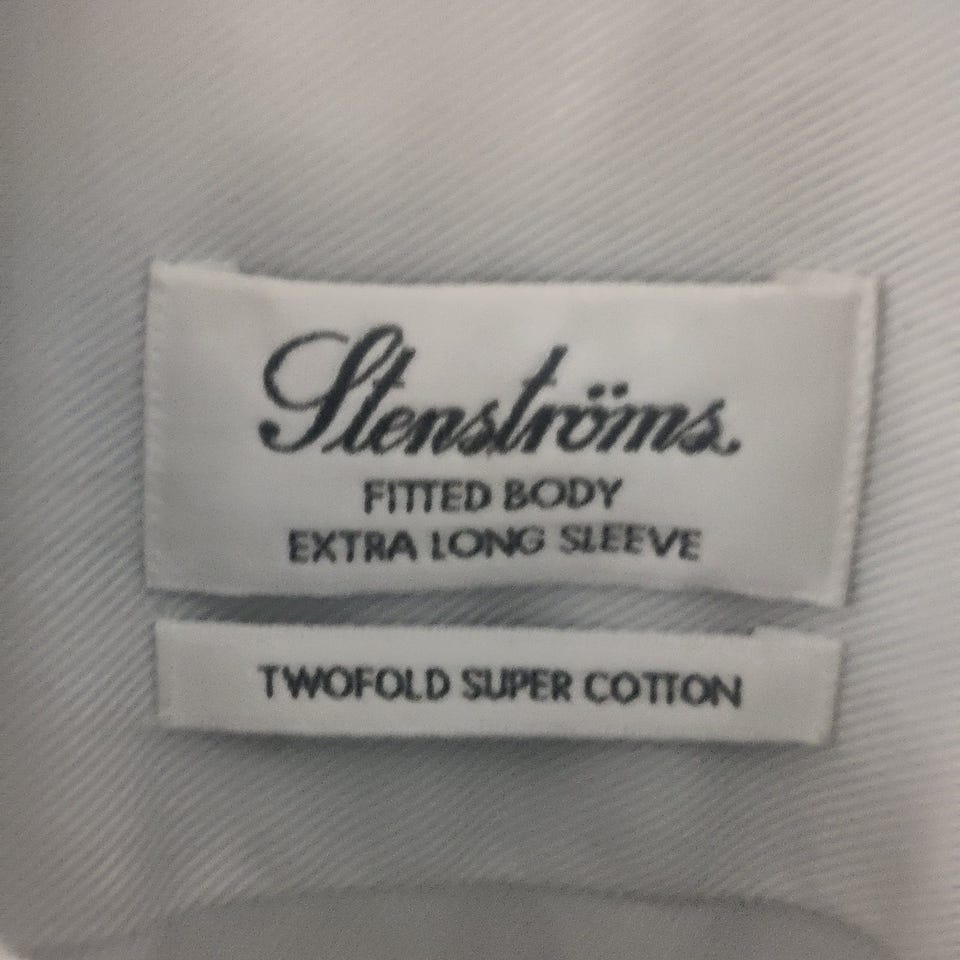 Stenströms
FITTED BODY
EXTRA LONG SLEEVE
TWOFOLD SUPER COTTON